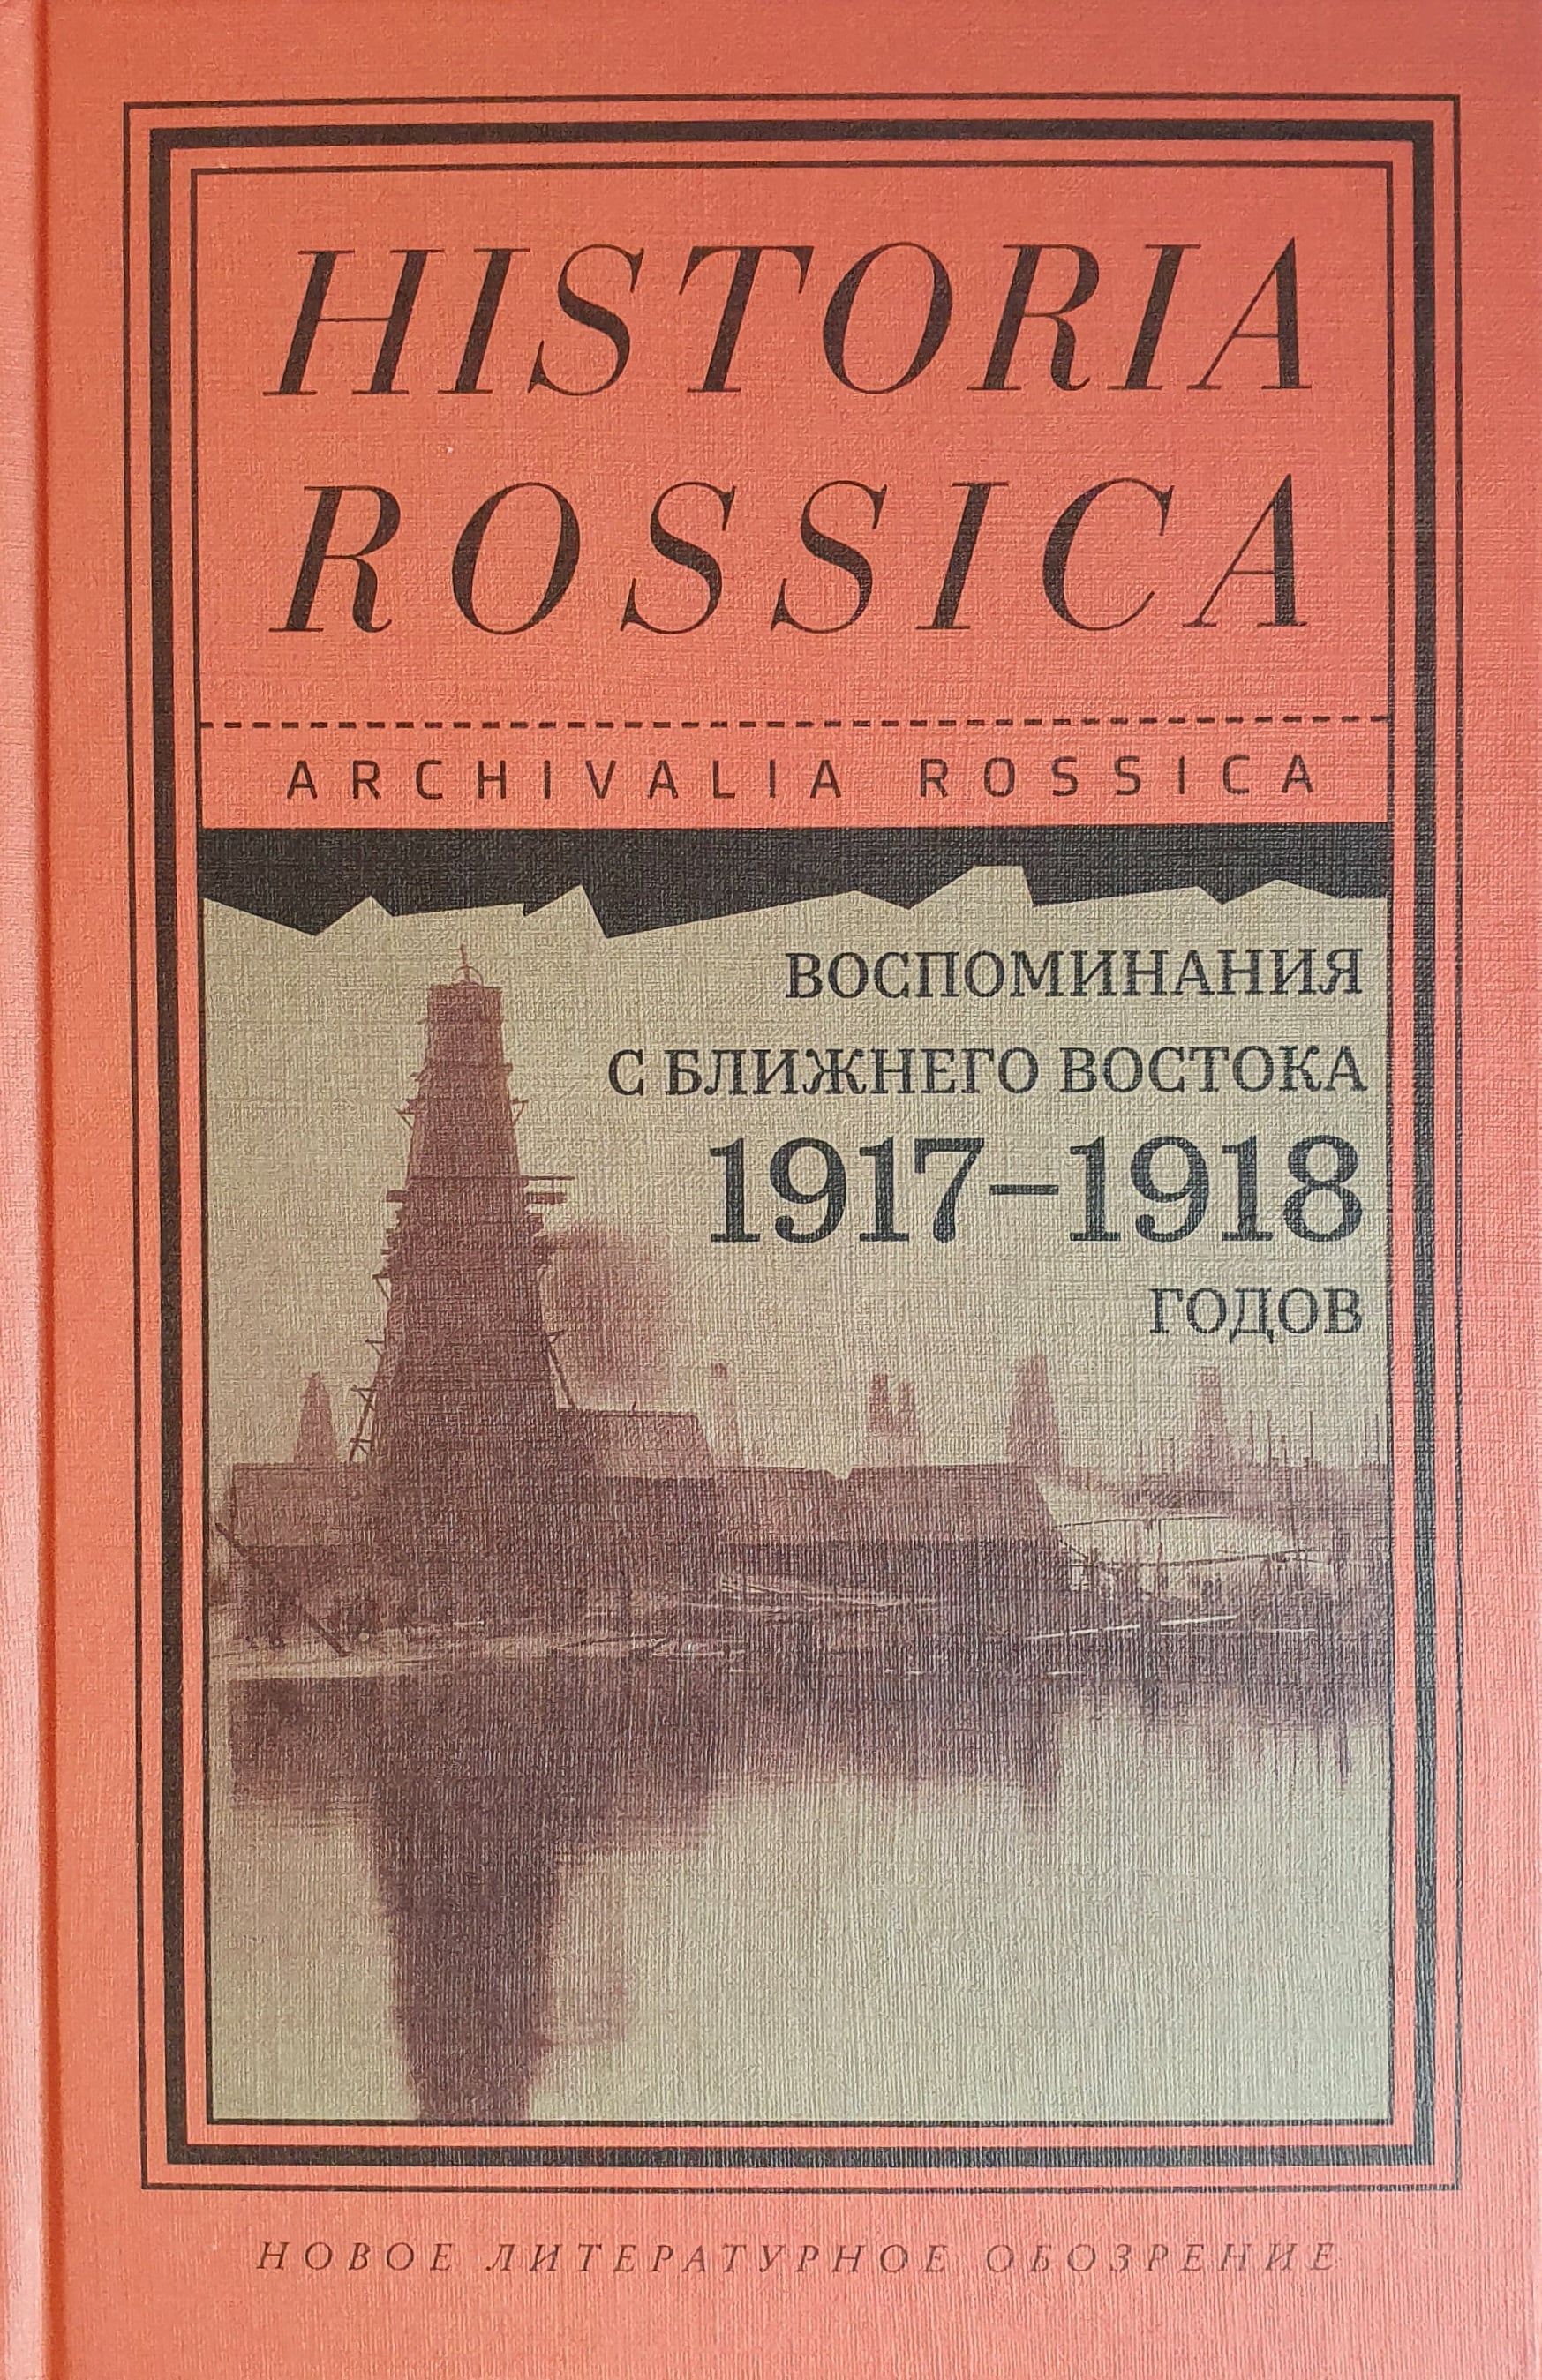 HISTORIA
ROSSICA
ARCHIVALIA ROSSICA
ВОСПОМИНАНИЯ
С БЛИЖНЕГО ВОСТОКА
1917–1918
ГОДОВ
НОВОЕ ЛИТЕРАТУРНОЕ ОБОЗРЕНИЕ